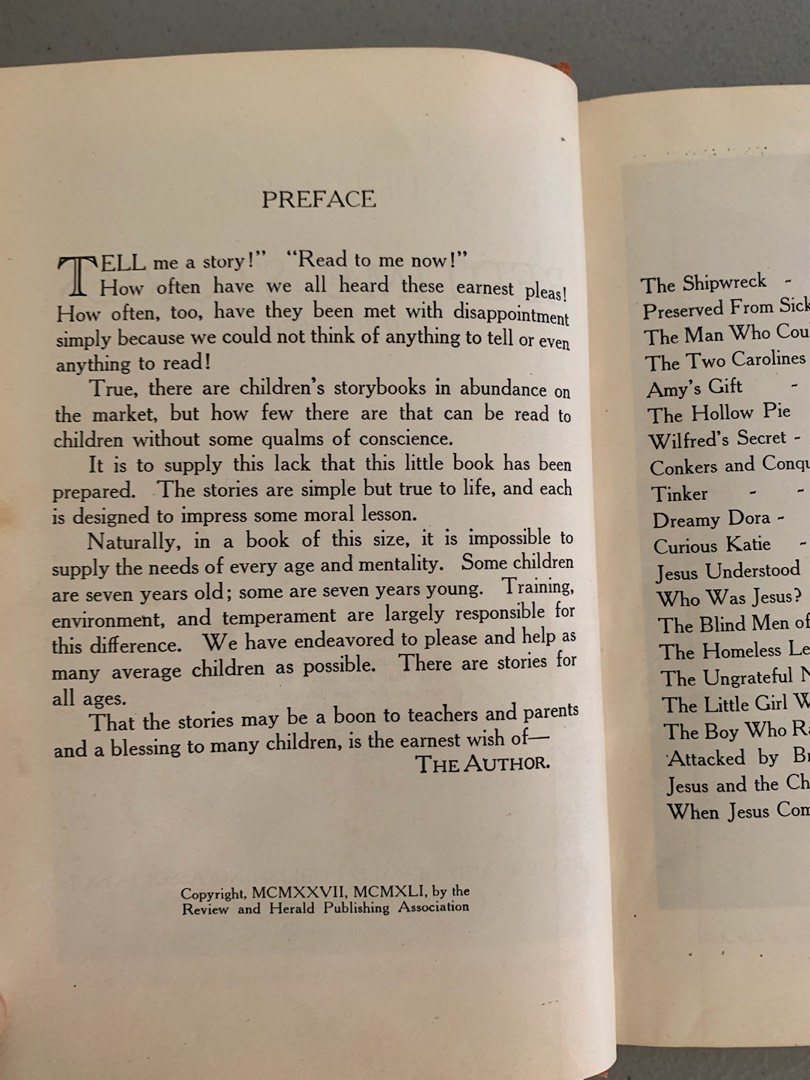 PREFACE
TELL me a story!” “Read to me now!”
How often have we all heard these earnest pleas!
How often, too, have they been met with disappointment
simply because we could not think of anything to tell or even
anything to read!
True, there are children’s storybooks in abundance on
the market, but how few there are that can be read to
children without some qualms of conscience.
It is to supply this lack that this little book has been
prepared. The stories are simple but true to life, and each
is designed to impress some moral lesson.
Naturally, in a book of this size, it is impossible to
supply the needs of every age and mentality. Some children
are seven years old; some are seven years young. Training,
environment, and temperament are largely responsible for
this difference. We have endeavored to please and help as
many average children as possible. There are stories for
all ages.
That the stories may be a boon to teachers and parents
and a blessing to many children, is the earnest wish of—
THE AUTHOR.
Copyright, MCMXXVII, MCMXLI, by the
Review and Herald Publishing Association
The Shipwreck -
Preserved From
The Man Who
The Two Carolines
Amy’s Gift -
The Hollow Pie
Wilfred’s Secret -
Conkers and
Tinker - -
Dreamy Dora -
Curious Katie -
Jesus Understood
Who Was Jesus?
The Blind Men of
The Homeless
The Ungrateful
The Little Girl
The Boy Who
Attacked by
Jesus and the
When Jesus